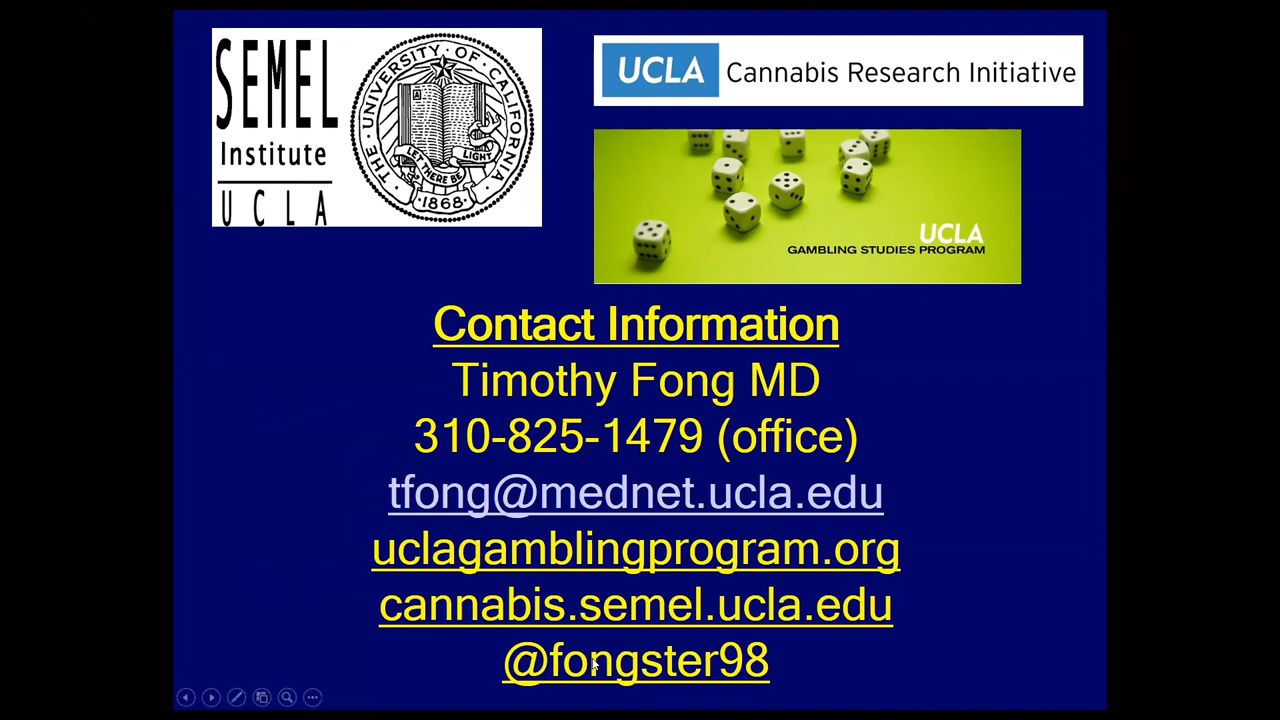 SEMEL
Institute
UCLA
THE UNIVERSITY OF CALIFORNIA
LET THERE BE LIGHT
1868
A
UCLA Cannabis Research Initiative
UCLA
GAMBLING STUDIES PROGRAM
Contact Information
Timothy Fong MD
310-825-1479 (office)
tfong@mednet.ucla.edu
uclagamblingprogram.org
cannabis.semel.ucla.edu
@fongster98